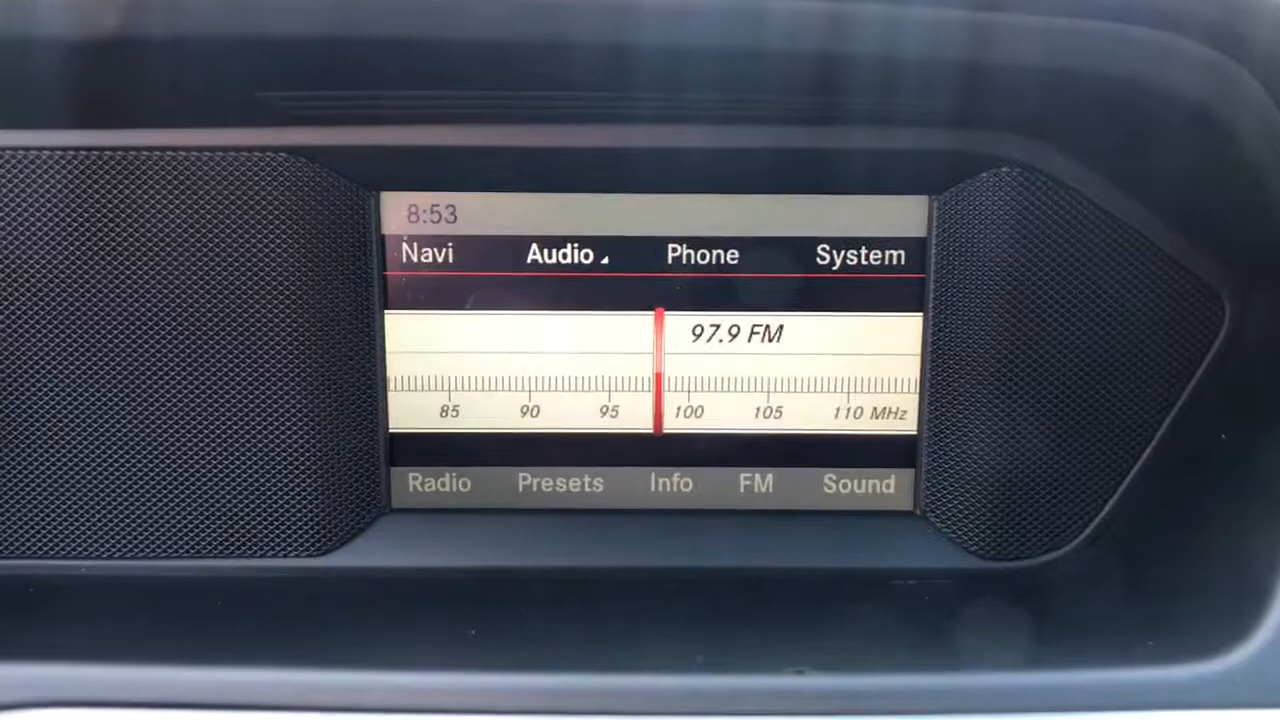 8:53
Navi Audio Phone System
97.9 FM
85 90 95 100 105 110 MHz
Radio Presets Info FM Sound